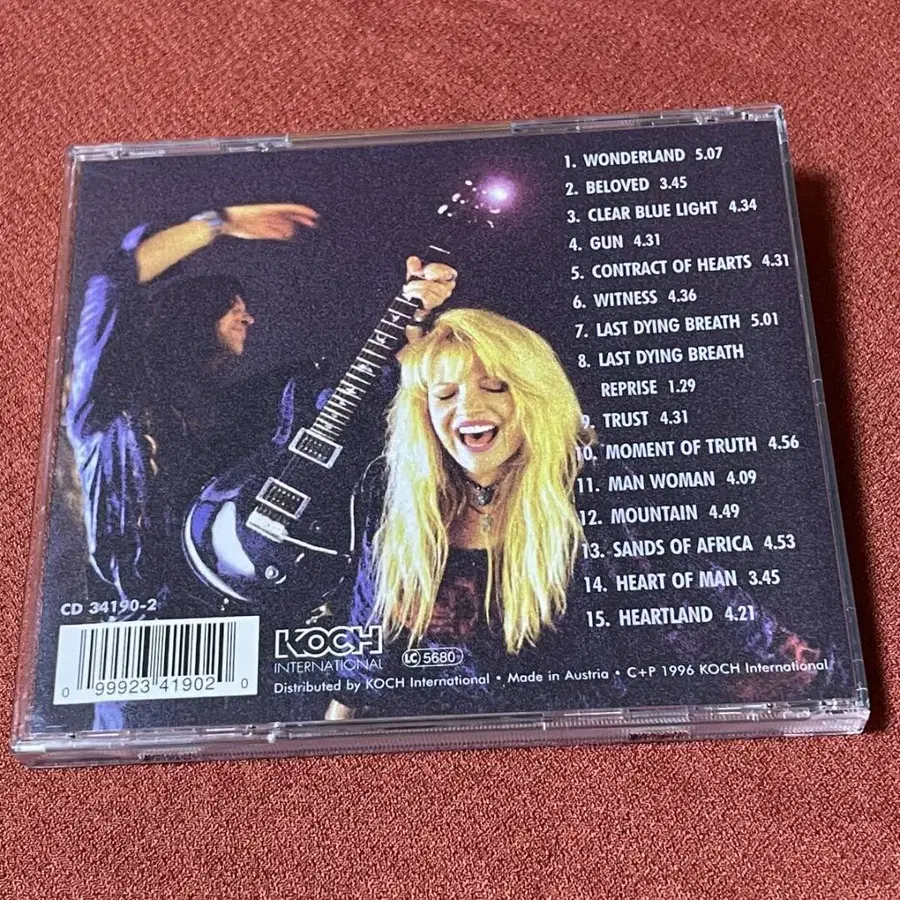 1. WONDERLAND 5.07
2. BELOVED 3.45
3. CLEAR BLUE LIGHT 4.34
4. GUN 4.31
5. CONTRACT OF HEARTS 4.31
6. WITNESS 4.36
7. LAST DYING BREATH 5.01
8. LAST DYING BREATH
REPRISE 1.29
9. TRUST 4.31
10. MOMENT OF TRUTH 4.56
11. MAN WOMAN 4.09
12. MOUNTAIN 4.49
13. SANDS OF AFRICA 4.53
14. HEART OF MAN 3.45
15. HEARTLAND 4.21
CD 34190-2
0 99923 41902 0
KOCH
INTERNATIONAL
LC 5680
Distributed by KOCH International • Made in Austria • C+P 1996 KOCH International